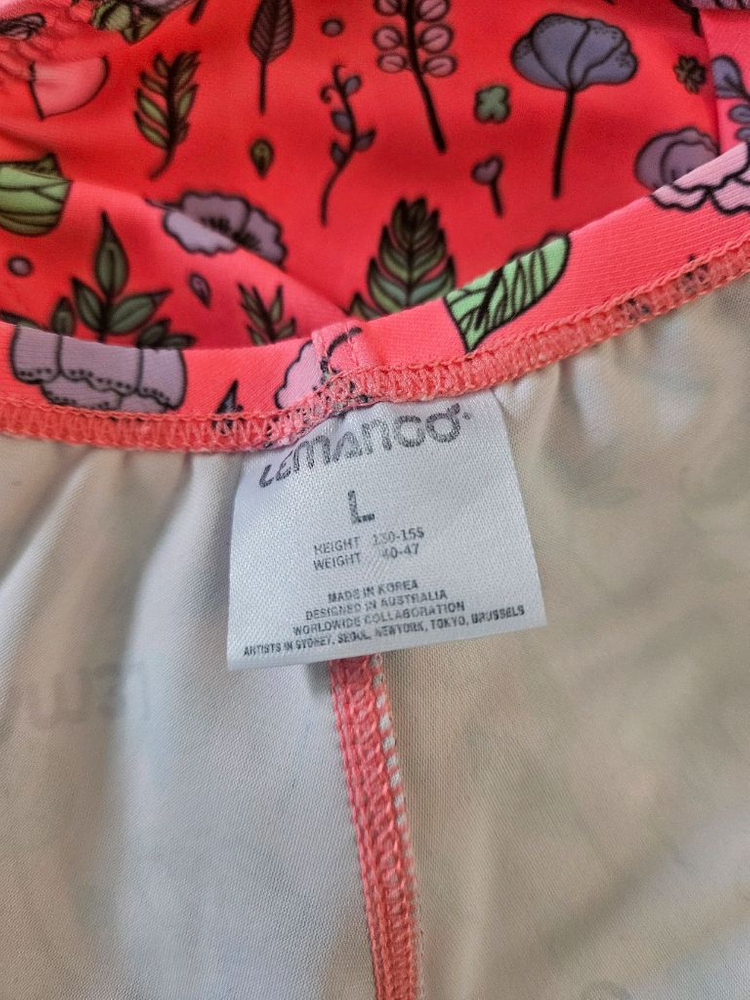 LEMANOO
L
HEIGHT 130-155
WEIGHT 40-47
MADE IN KOREA
DESIGNED IN AUSTRALIA
WORLDWIDE COLLABORATION
ARTISTS IN SYDNEY, SEOUL, NEWYORK, TOKYO, BRUSSELS